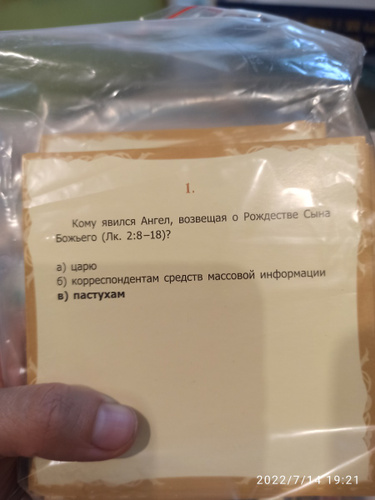 1.
Кому явился Ангел, возвещая о Рождестве Сына
Божьего (Лк. 2:8–18)?
а) царю
б) корреспондентам средств массовой информации
в) пастухам
2022/7/14 19:21